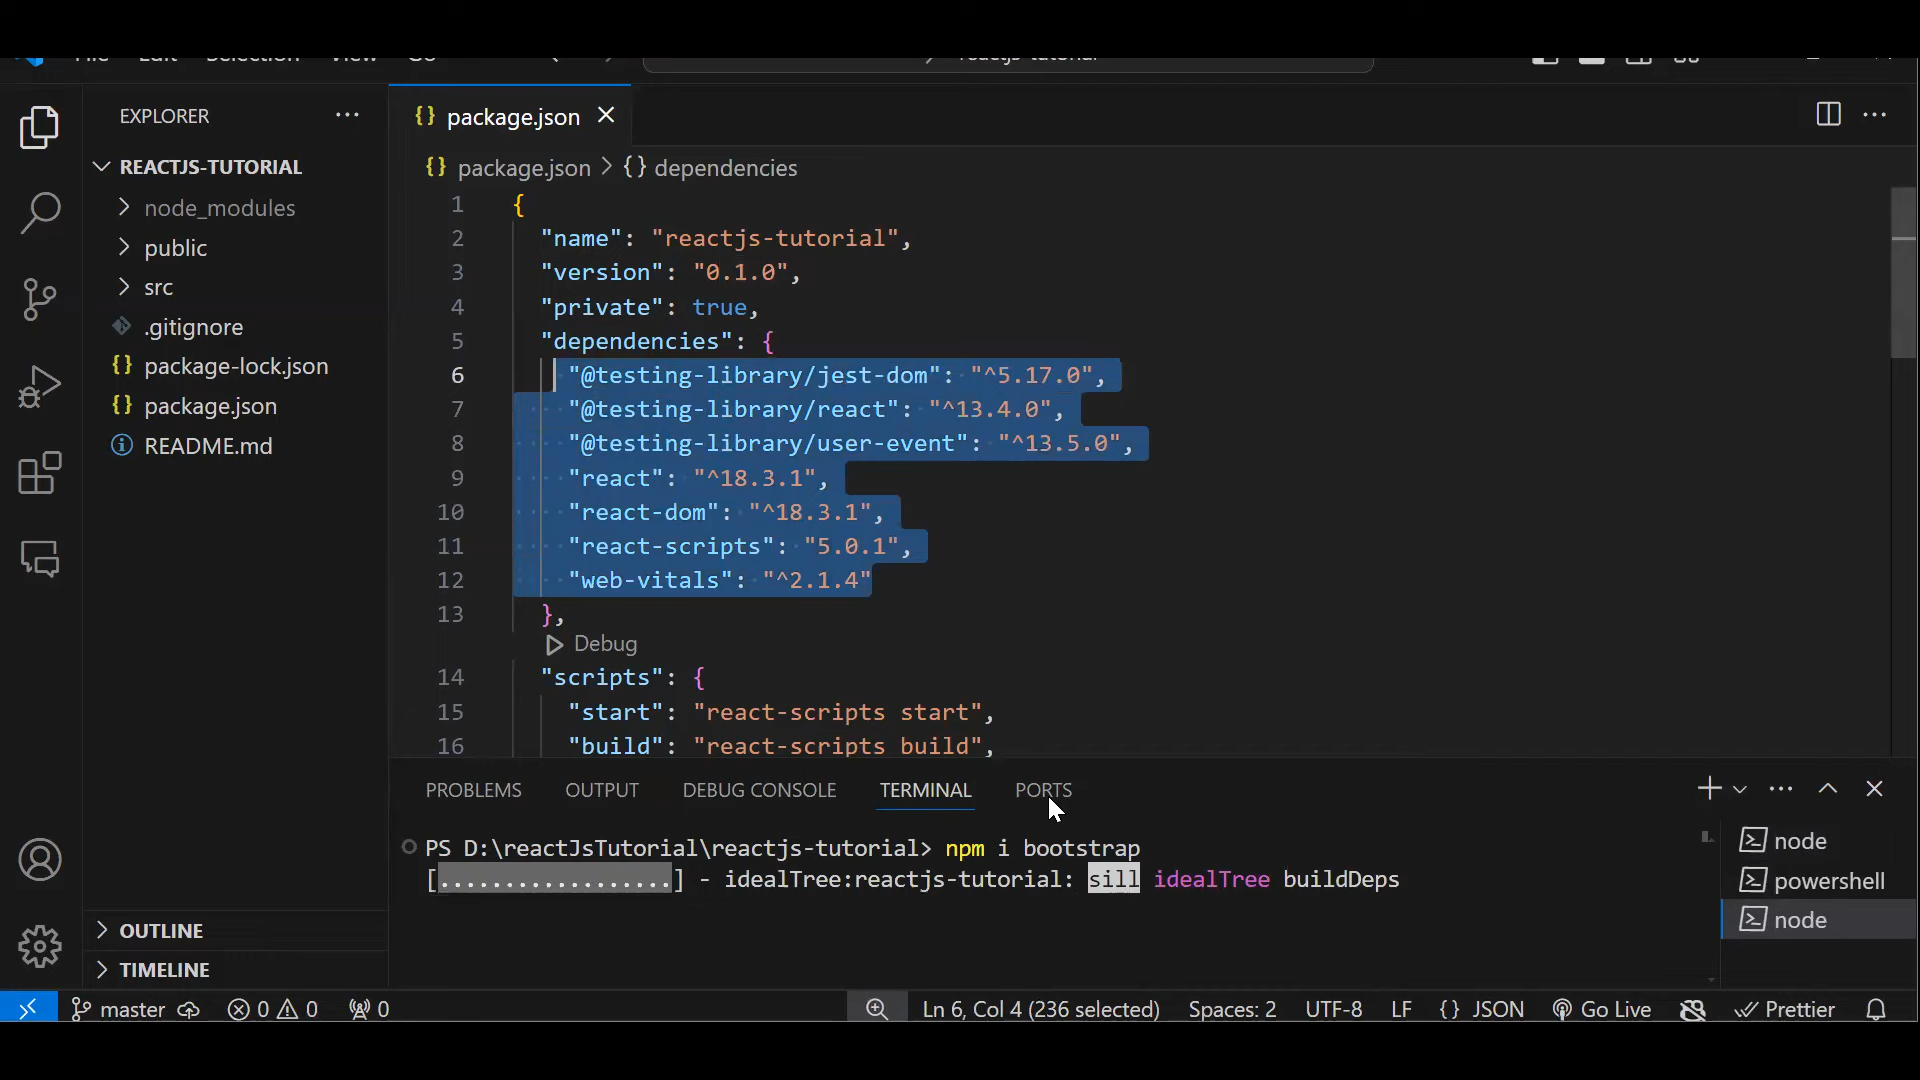 File Edit Selection View Go reactjs-tutorial
EXPLORER
package.json
REACTJS-TUTORIAL
package.json > {} dependencies
node_modules
public
src
.gitignore
package-lock.json
package.json
README.md
1 {
2 "name": "reactjs-tutorial",
3 "version": "0.1.0",
4 "private": true,
5 "dependencies": {
6 "@testing-library/jest-dom": "^5.17.0",
7 "@testing-library/react": "^13.4.0",
8 "@testing-library/user-event": "^13.5.0",
9 "react": "^18.3.1",
10 "react-dom": "^18.3.1",
11 "react-scripts": "5.0.1",
12 "web-vitals": "^2.1.4"
13 },
Debug
14 "scripts": {
15 "start": "react-scripts start",
16 "build": "react-scripts build",
PROBLEMS OUTPUT DEBUG CONSOLE TERMINAL PORTS
PS D:\reactJsTutorial\reactjs-tutorial> npm i bootstrap
[..................] - idealTree:reactjs-tutorial: sill idealTree buildDeps
node
powershell
node
OUTLINE
TIMELINE
master 0 0 0 Ln 6, Col 4 (236 selected) Spaces: 2 UTF-8 LF {} JSON Go Live Prettier